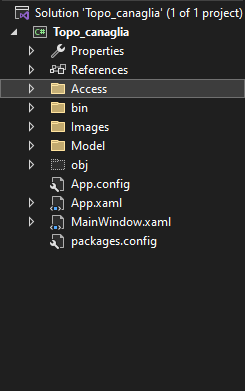 Solution 'Topo_canaglia' (1 of 1 project)
C# Topo_canaglia
Properties
References
Access
bin
Images
Model
obj
App.config
App.xaml
MainWindow.xaml
packages.config